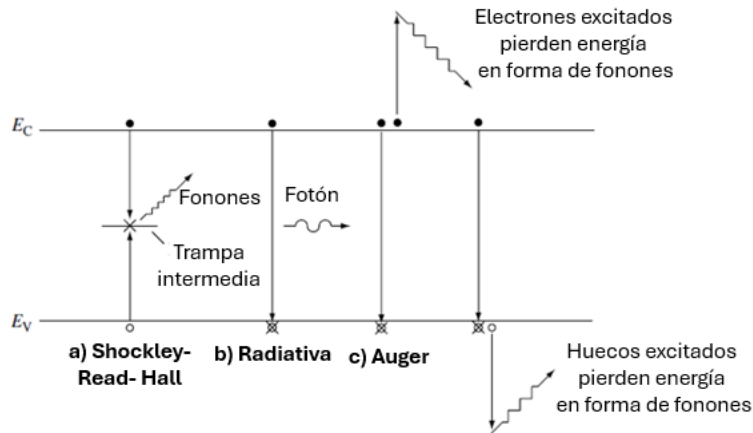 Electrones excitados
pierden energía
en forma de fonones
E_C
Fonones
Fotón
Trampa
intermedia
E_V
a) Shockley-
Read- Hall
b) Radiativa
c) Auger
Huecos excitados
pierden energía
en forma de fonones